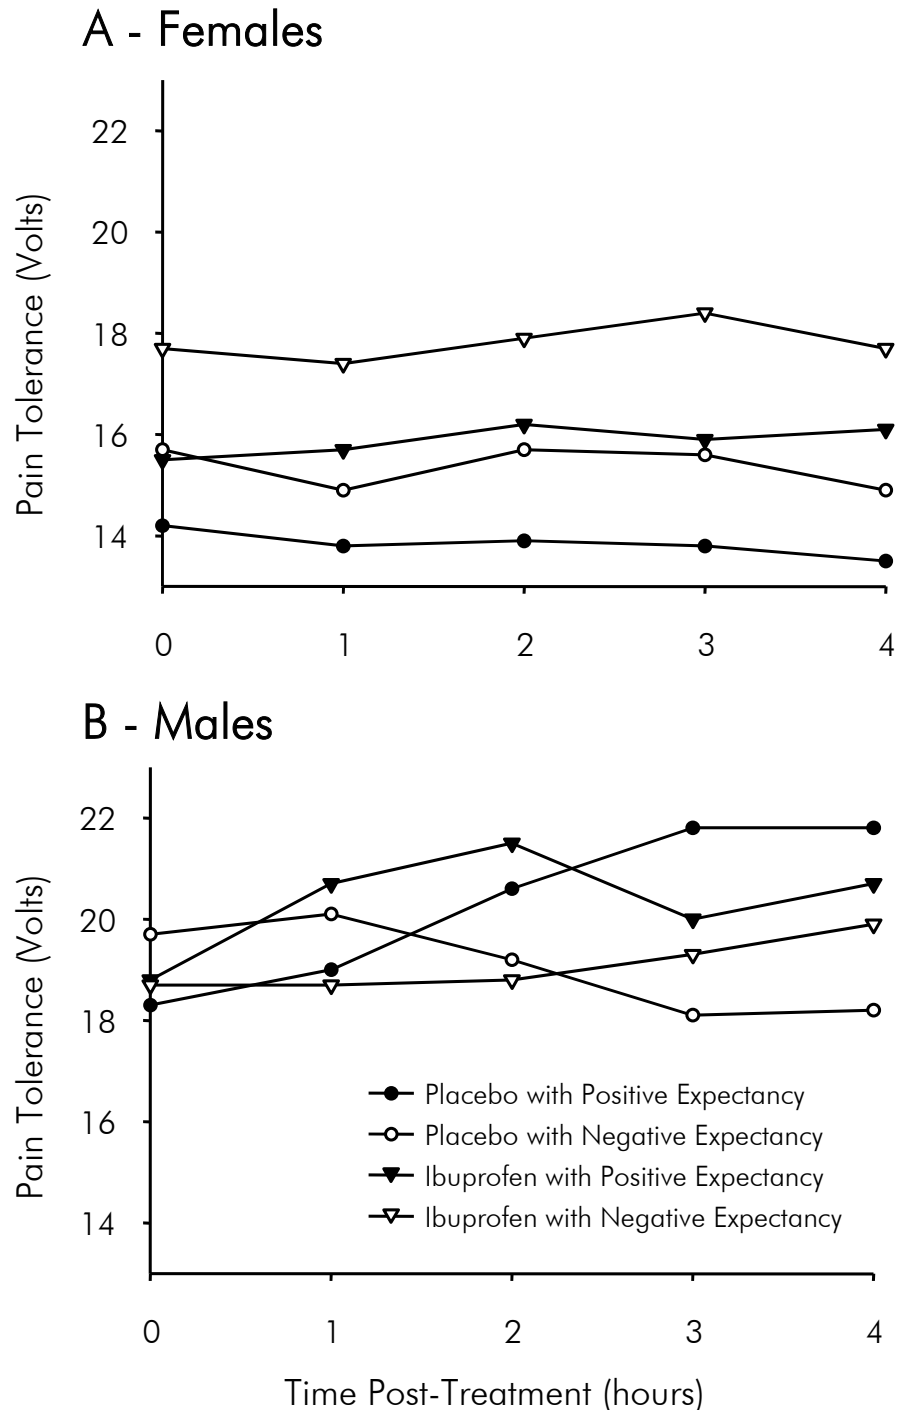 A - Females
Pain Tolerance (Volts)
22
20
18
16
14
0 1 2 3 4
B - Males
Pain Tolerance (Volts)
22
20
18
16
14
Placebo with Positive Expectancy
Placebo with Negative Expectancy
Ibuprofen with Positive Expectancy
Ibuprofen with Negative Expectancy
0 1 2 3 4
Time Post-Treatment (hours)